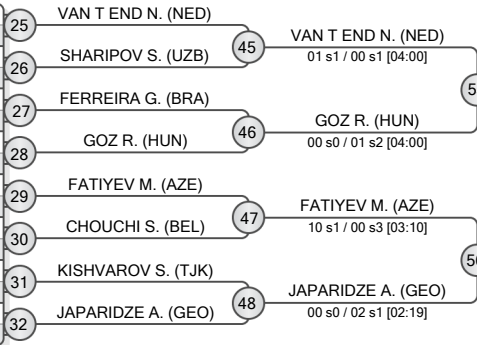 25
VAN T END N. (NED)
26
SHARIPOV S. (UZB)
45
VAN T END N. (NED)
01 s1 / 00 s1 [04:00]
27
FERREIRA G. (BRA)
28
GOZ R. (HUN)
46
GOZ R. (HUN)
00 s0 / 01 s2 [04:00]
29
FATIYEV M. (AZE)
30
CHOUCHI S. (BEL)
47
FATIYEV M. (AZE)
10 s1 / 00 s3 [03:10]
31
KISHVAROV S. (TJK)
32
JAPARIDZE A. (GEO)
48
JAPARIDZE A. (GEO)
00 s0 / 02 s1 [02:19]